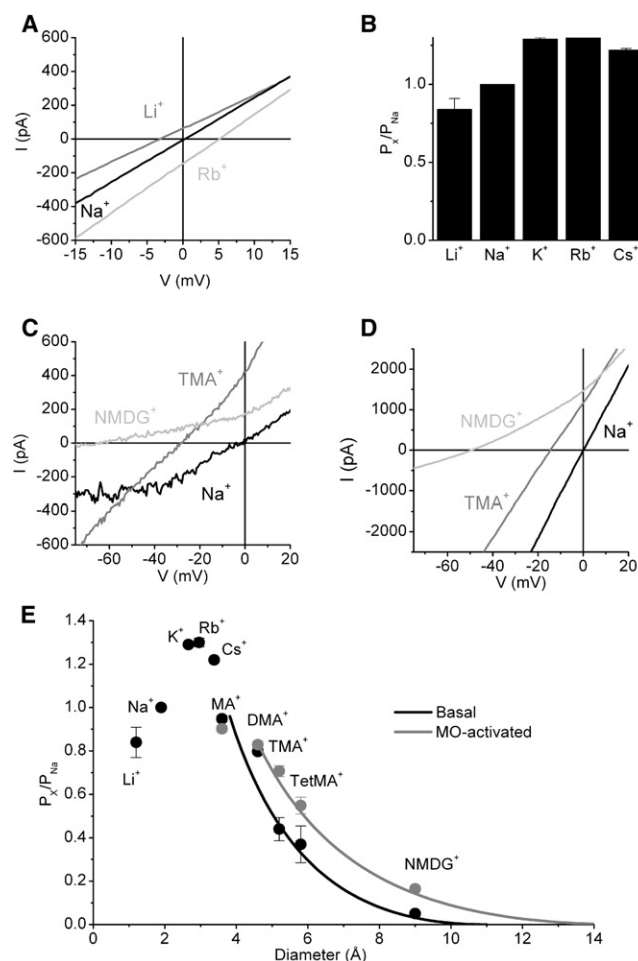 A
B
600
400
200
0
-200
-400
-600
I (pA)
Li⁺
Na⁺
Rb⁺
-15 -10 -5 0 5 10 15
V (mV)
1.0
0.5
0.0
Pₓ/P_Na
Li⁺ Na⁺ K⁺ Rb⁺ Cs⁺
C
D
600
400
200
0
-200
-400
-600
I (pA)
TMA⁺
NMDG⁺
Na⁺
-60 -40 -20 0 20
V (mV)
2000
1000
0
-1000
-2000
I (pA)
NMDG⁺
Na⁺
TMA⁺
-60 -40 -20 0 20
V (mV)
E
1.4
1.2
1.0
0.8
0.6
0.4
0.2
0.0
Pₓ/P_Na
K⁺ Rb⁺
Cs⁺
Na⁺
Li⁺
MA⁺
DMA⁺
TMA⁺
TetMA⁺
NMDG⁺
Basal
MO-activated
0 2 4 6 8 10 12 14
Diameter (Å)